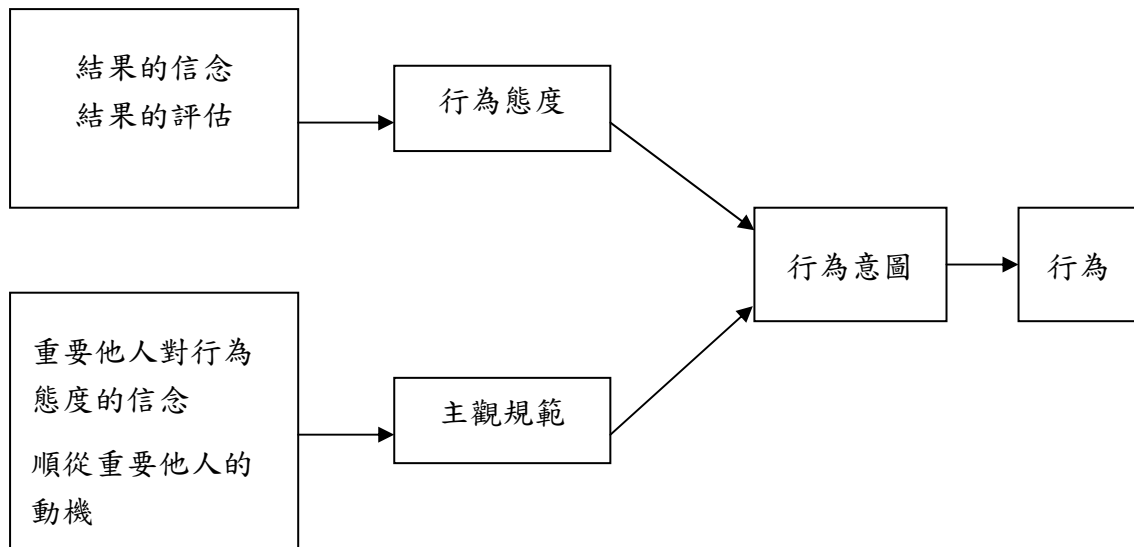 結果的信念
結果的評估
行為態度
行為意圖
行為
重要他人對行為
態度的信念
順從重要他人的
動機
主觀規範